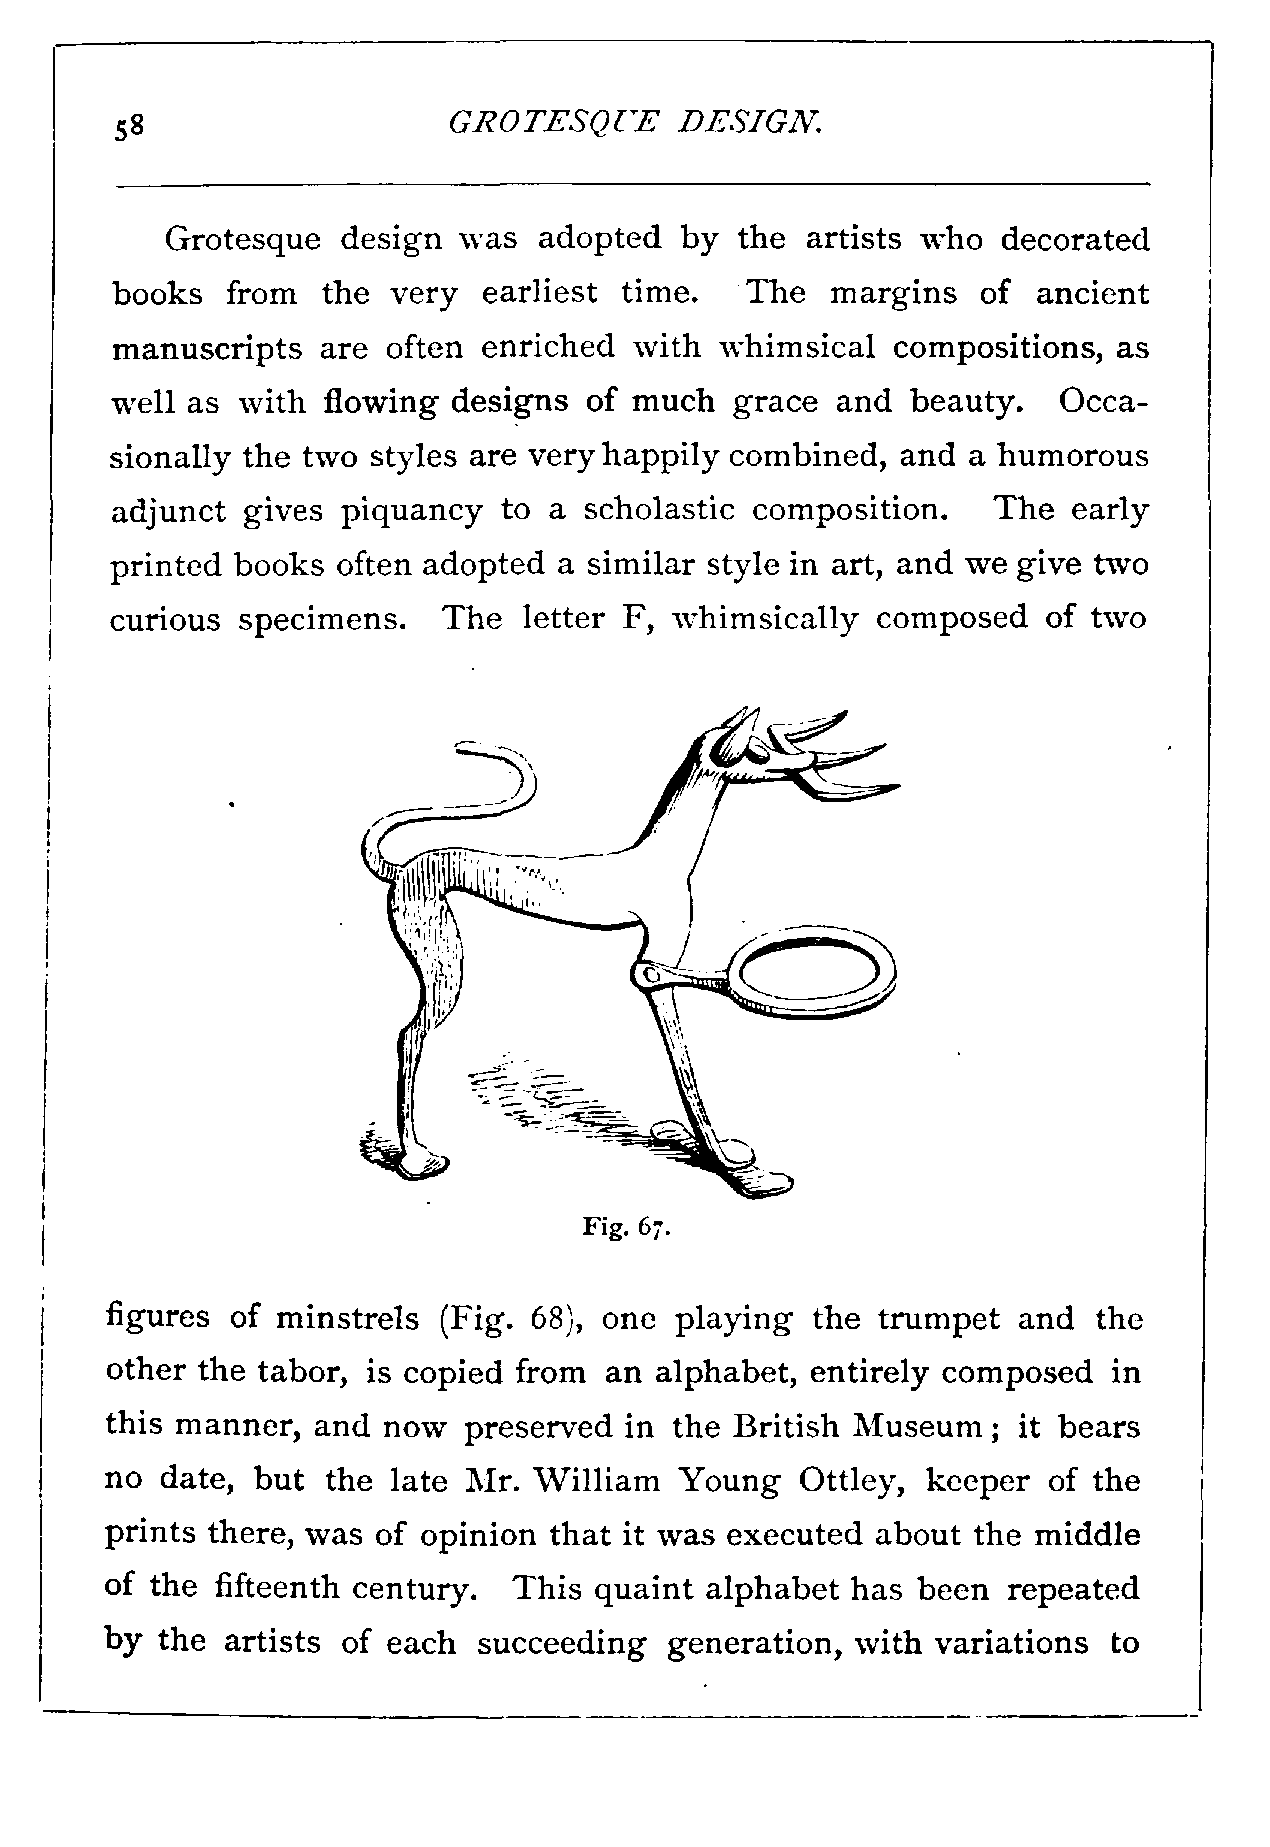 58 GROTESQUE DESIGN.
Grotesque design was adopted by the artists who decorated
books from the very earliest time. The margins of ancient
manuscripts are often enriched with whimsical compositions, as
well as with flowing designs of much grace and beauty. Occa-
sionally the two styles are very happily combined, and a humorous
adjunct gives piquancy to a scholastic composition. The early
printed books often adopted a similar style in art, and we give two
curious specimens. The letter F, whimsically composed of two
Fig. 67.
figures of minstrels (Fig. 68), one playing the trumpet and the
other the tabor, is copied from an alphabet, entirely composed in
this manner, and now preserved in the British Museum; it bears
no date, but the late Mr. William Young Ottley, keeper of the
prints there, was of opinion that it was executed about the middle
of the fifteenth century. This quaint alphabet has been repeated
by the artists of each succeeding generation, with variations to